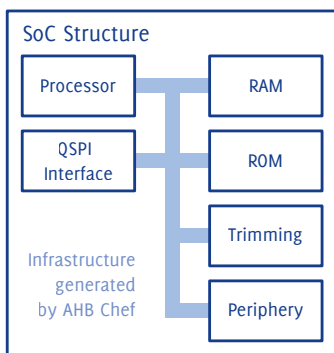 SoC Structure
Processor
RAM
QSPI
Interface
ROM
Trimming
Infrastructure
generated
by AHB Chef
Periphery